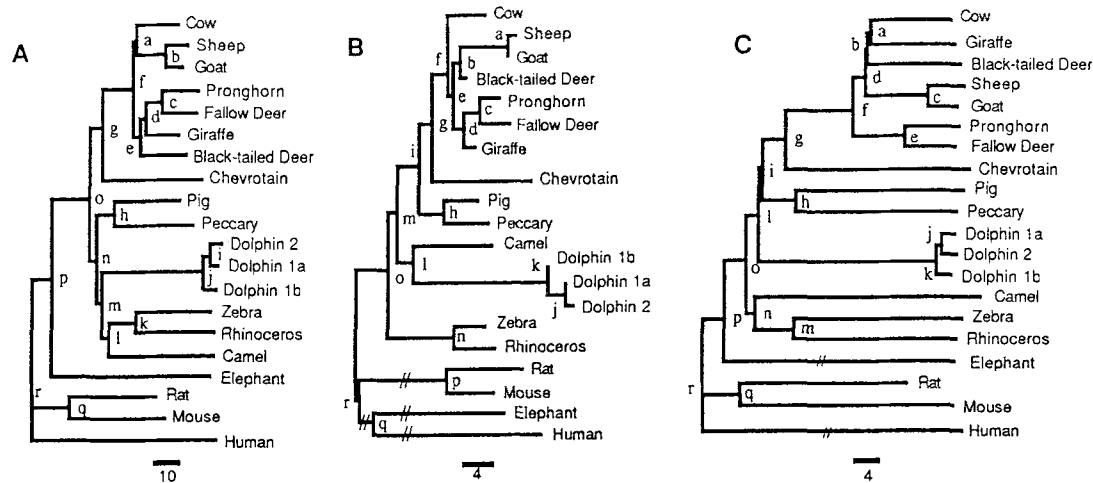 A
Cow
a
Sheep
b
Goat
f
Pronghorn
c
Fallow Deer
d
Giraffe
g
e
Black-tailed Deer
Chevrotain
o
Pig
h
Peccary
n
Dolphin 2
i
Dolphin 1a
j
Dolphin 1b
p
m
Zebra
k
Rhinoceros
l
Camel
Elephant
r
Rat
q
Mouse
Human
10
B
Cow
a
Sheep
Goat
f
b
Black-tailed Deer
e
Pronghorn
c
Fallow Deer
g
d
Giraffe
i
Chevrotain
Pig
m
h
Peccary
Camel
l
k
Dolphin 1b
o
Dolphin 1a
j
Dolphin 2
Zebra
n
Rhinoceros
Rat
p
Mouse
r
Elephant
q
Human
4
C
Cow
a
b
Giraffe
Black-tailed Deer
d
Sheep
c
Goat
f
Pronghorn
e
Fallow Deer
g
Chevrotain
i
Pig
h
l
Peccary
j
Dolphin 1a
Dolphin 2
o
k
Dolphin 1b
Camel
n
p
Zebra
m
Rhinoceros
Elephant
r
Rat
q
Mouse
Human
4